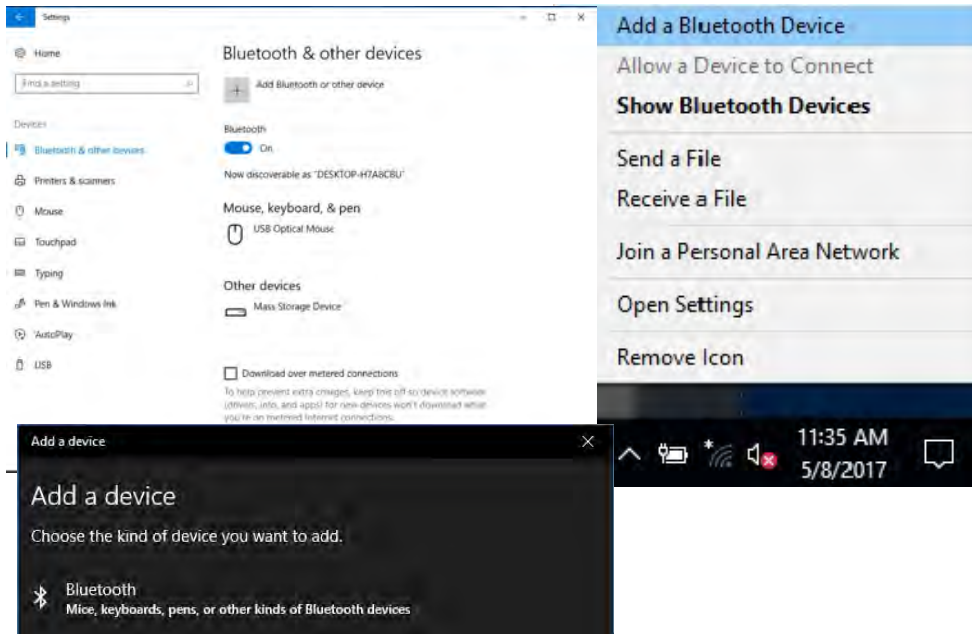 Settings
Home
Find a setting
Devices
Bluetooth & other devices
Printers & scanners
Mouse
Touchpad
Typing
Pen & Windows Ink
AutoPlay
USB
Bluetooth & other devices
Add Bluetooth or other device
Bluetooth
On
Now discoverable as "DESKTOP-H7A8C8U"
Mouse, keyboard, & pen
USB Optical Mouse
Other devices
Mass Storage Device
Download over metered connections
To help prevent extra charges, keep this off so device software
(drivers, info, and apps) for new devices won't download while
you're on metered Internet connections.
Add a Bluetooth Device
Allow a Device to Connect
Show Bluetooth Devices
Send a File
Receive a File
Join a Personal Area Network
Open Settings
Remove Icon
11:35 AM
5/8/2017
Add a device
Add a device
Choose the kind of device you want to add.
Bluetooth
Mice, keyboards, pens, or other kinds of Bluetooth devices